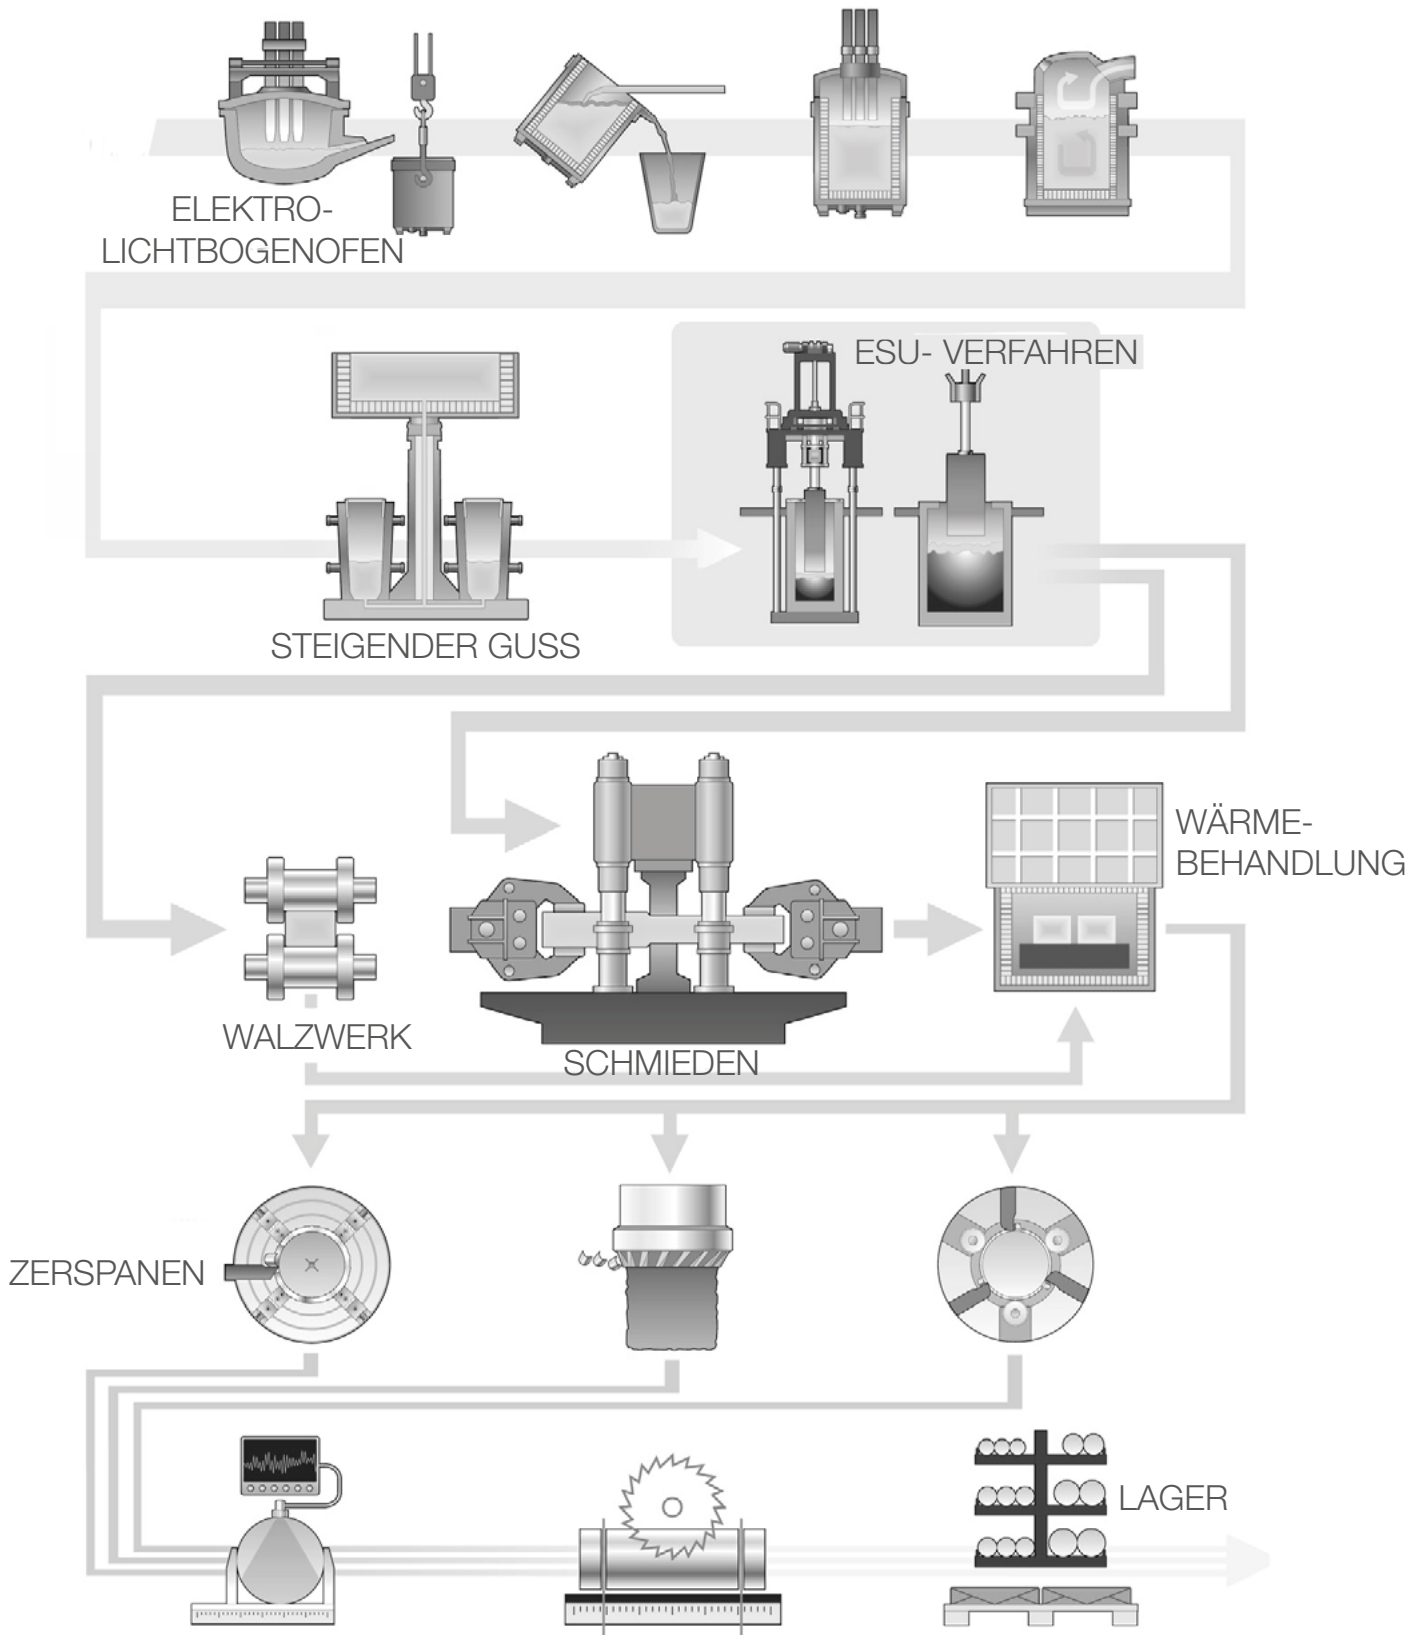 ELEKTRO-
LICHTBOGENOFEN
ESU- VERFAHREN
STEIGENDER GUSS
WÄRME-
BEHANDLUNG
WALZWERK
SCHMIEDEN
ZERSPANEN
LAGER